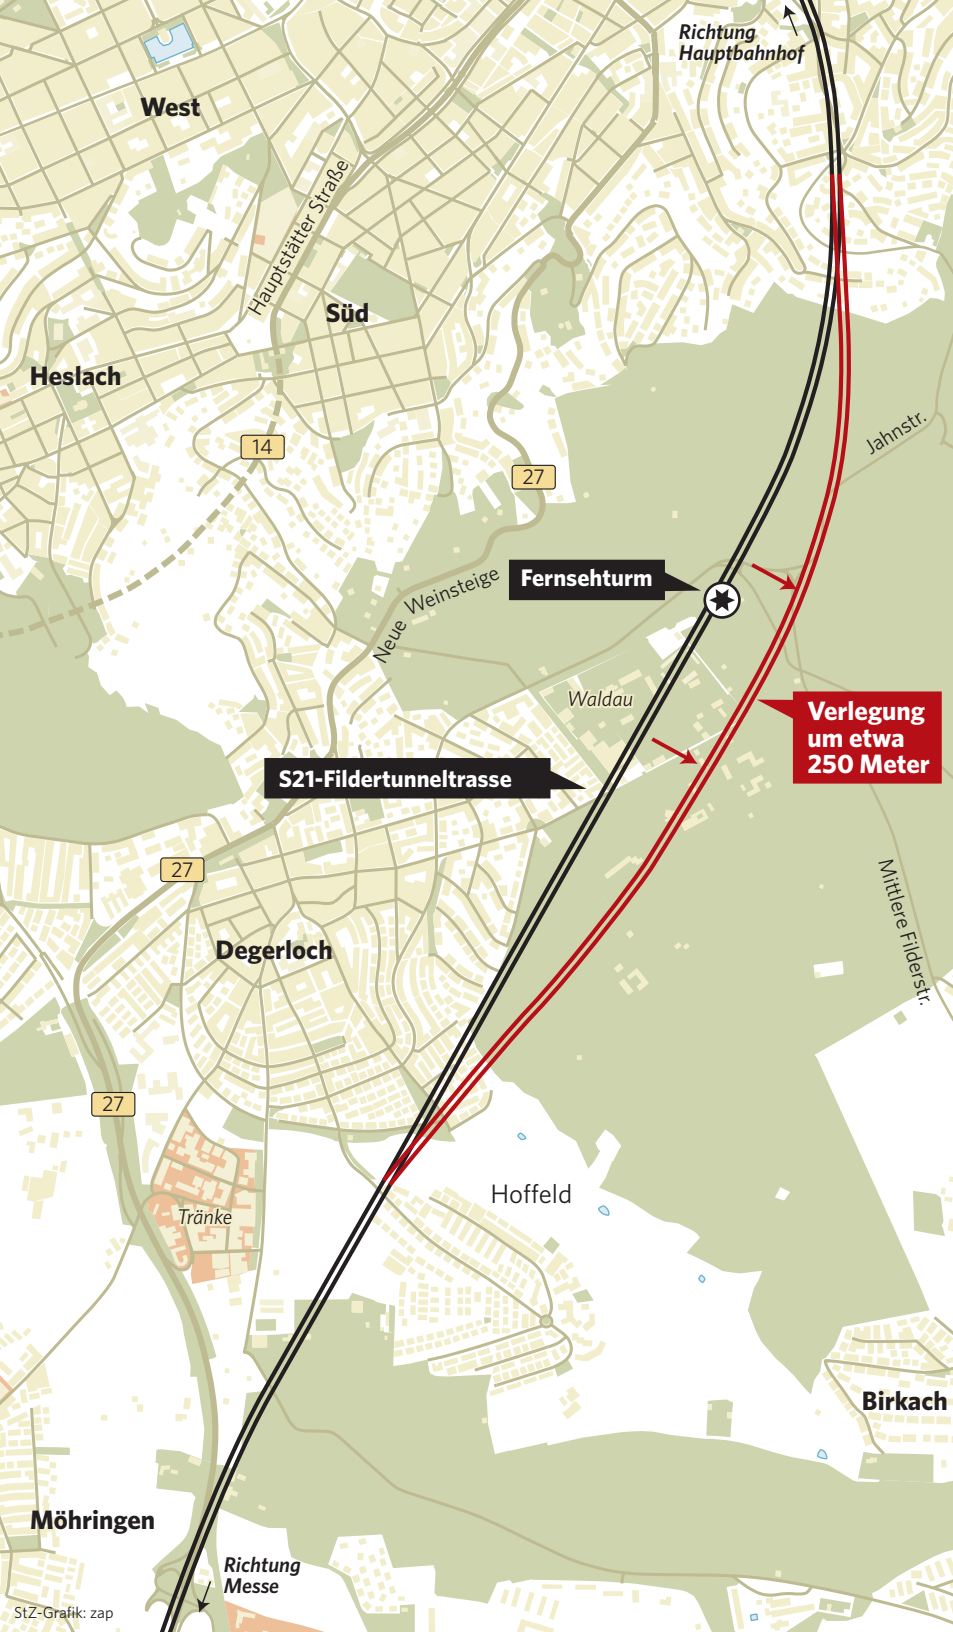 Richtung
Hauptbahnhof
West
Hauptstätter Straße
Süd
Heslach
14
Jahnstr.
27
Fernsehturm
Neue Weinsteige
Waldau
Verlegung
um etwa
250 Meter
S21-Fildertunneltrasse
27
Mittlere Filderstr.
Degerloch
27
Hoffeld
Tränke
Birkach
Möhringen
Richtung
Messe
StZ-Grafik: zap